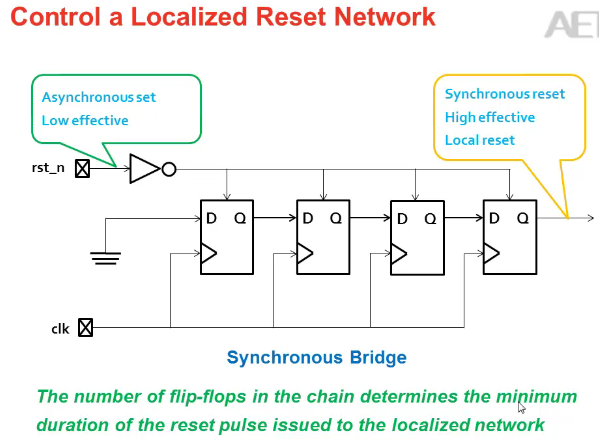 Control a Localized Reset Network
Asynchronous set
Low effective
Synchronous reset
High effective
Local reset
rst_n
D Q D Q D Q D Q
clk
Synchronous Bridge
The number of flip-flops in the chain determines the minimum
duration of the reset pulse issued to the localized network